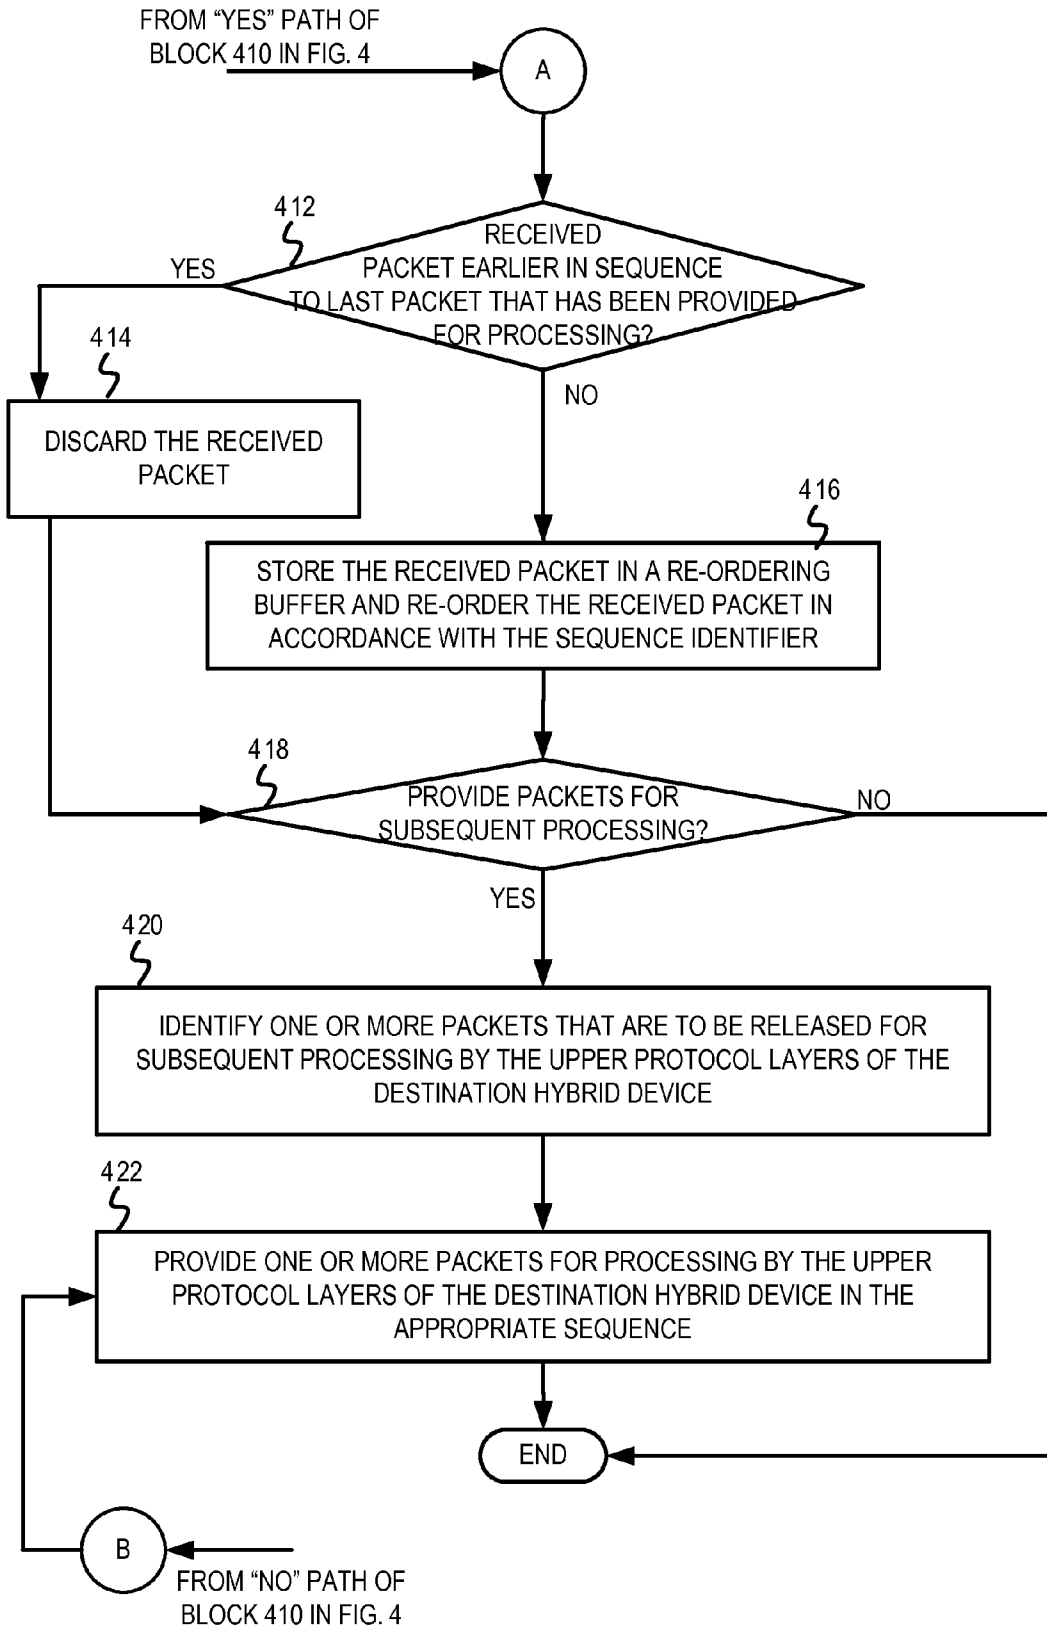 FROM “YES” PATH OF
BLOCK 410 IN FIG. 4
A
412
RECEIVED
PACKET EARLIER IN SEQUENCE
TO LAST PACKET THAT HAS BEEN PROVIDED
FOR PROCESSING?
YES
NO
414
DISCARD THE RECEIVED
PACKET
416
STORE THE RECEIVED PACKET IN A RE-ORDERING
BUFFER AND RE-ORDER THE RECEIVED PACKET IN
ACCORDANCE WITH THE SEQUENCE IDENTIFIER
418
PROVIDE PACKETS FOR
SUBSEQUENT PROCESSING?
NO
YES
420
IDENTIFY ONE OR MORE PACKETS THAT ARE TO BE RELEASED FOR
SUBSEQUENT PROCESSING BY THE UPPER PROTOCOL LAYERS OF THE
DESTINATION HYBRID DEVICE
422
PROVIDE ONE OR MORE PACKETS FOR PROCESSING BY THE UPPER
PROTOCOL LAYERS OF THE DESTINATION HYBRID DEVICE IN THE
APPROPRIATE SEQUENCE
END
B
FROM “NO” PATH OF
BLOCK 410 IN FIG. 4